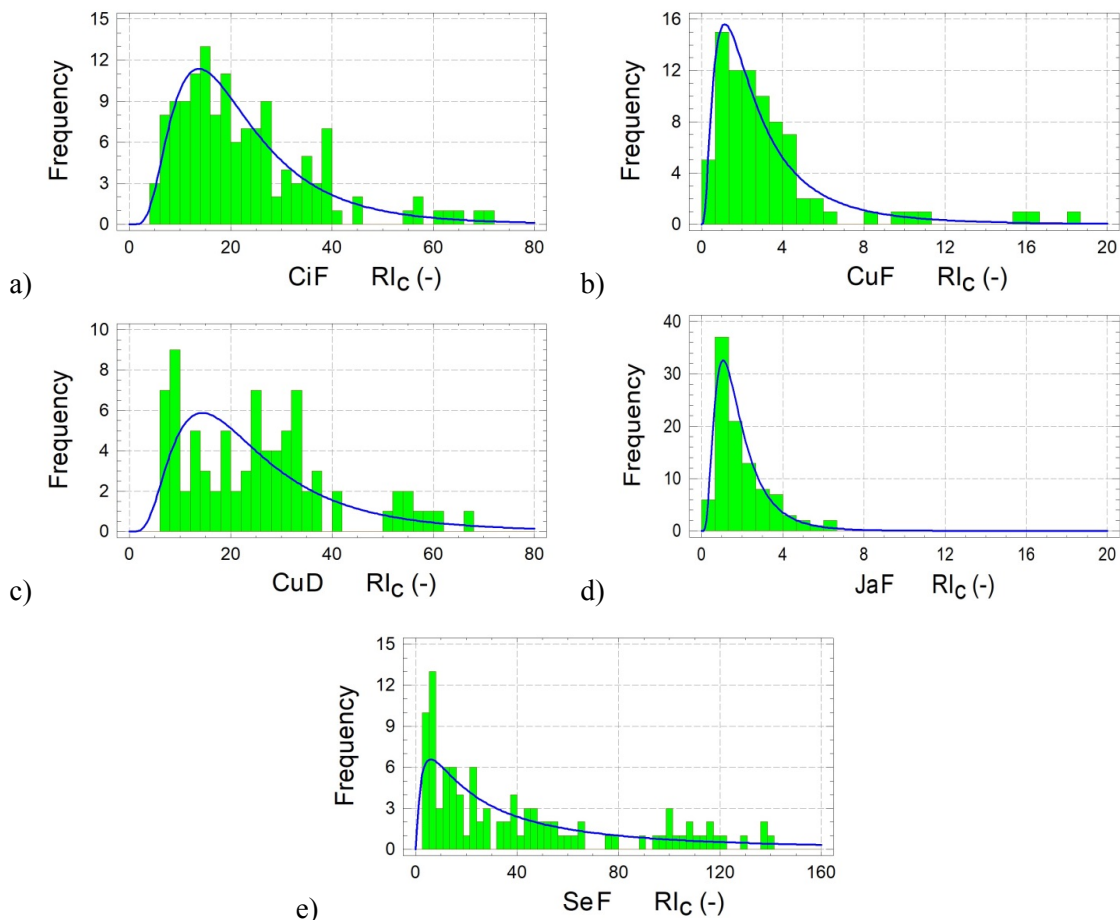 15
12
9
6
3
0
Frequency
0 20 40 60 80
CiF RIC (-)
a)
16
12
8
4
0
Frequency
0 4 8 12 16 20
CuF RIC (-)
b)
10
8
6
4
2
0
Frequency
0 20 40 60 80
CuD RIC (-)
c)
40
30
20
10
0
Frequency
0 4 8 12 16 20
JaF RIC (-)
d)
15
12
9
6
3
0
Frequency
0 40 80 120 160
SeF RIC (-)
e)